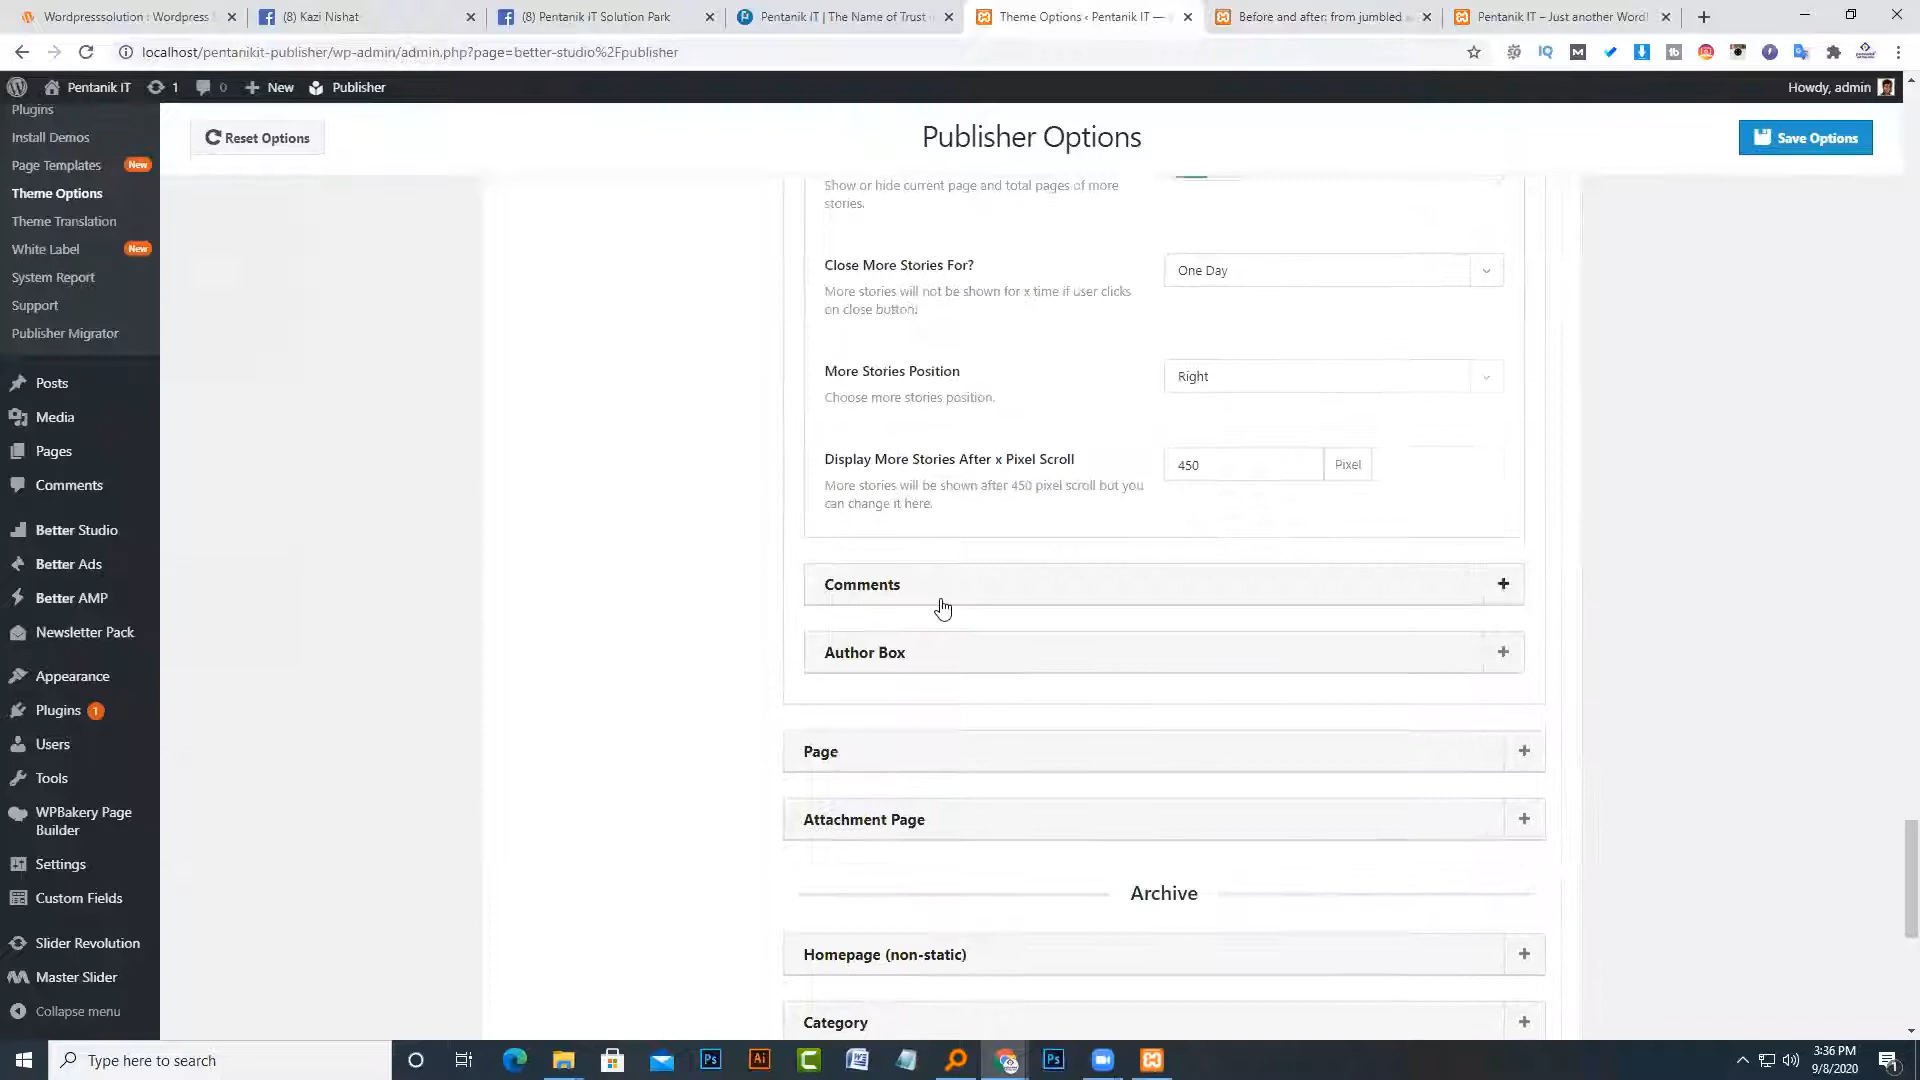 Wordpresssolution : Wordpress
(8) Kazi Nishat
(8) Pentanik iT Solution Park
Pentanik iT | The Name of Trust
Theme Options ‹ Pentanik IT —
Before and after: from jumbled
Pentanik IT – Just another Word
localhost/pentanikit-publisher/wp-admin/admin.php?page=better-studio%2Fpublisher
Pentanik IT
1
0
New
Publisher
Howdy, admin
Plugins
Install Demos
Page Templates New
Theme Options
Theme Translation
White Label New
System Report
Support
Publisher Migrator
Posts
Media
Pages
Comments
Better Studio
Better Ads
Better AMP
Newsletter Pack
Appearance
Plugins 1
Users
Tools
WPBakery Page
Builder
Settings
Custom Fields
Slider Revolution
Master Slider
Collapse menu
Reset Options
Publisher Options
Save Options
Show or hide current page and total pages of more
stories.
Close More Stories For?
One Day
More stories will not be shown for x time if user clicks
on close button!
More Stories Position
Right
Choose more stories position.
Display More Stories After x Pixel Scroll
450 Pixel
More stories will be shown after 450 pixel scroll but you
can change it here.
Comments
Author Box
Page
Attachment Page
Archive
Homepage (non-static)
Category
Type here to search
3:36 PM
9/8/2020